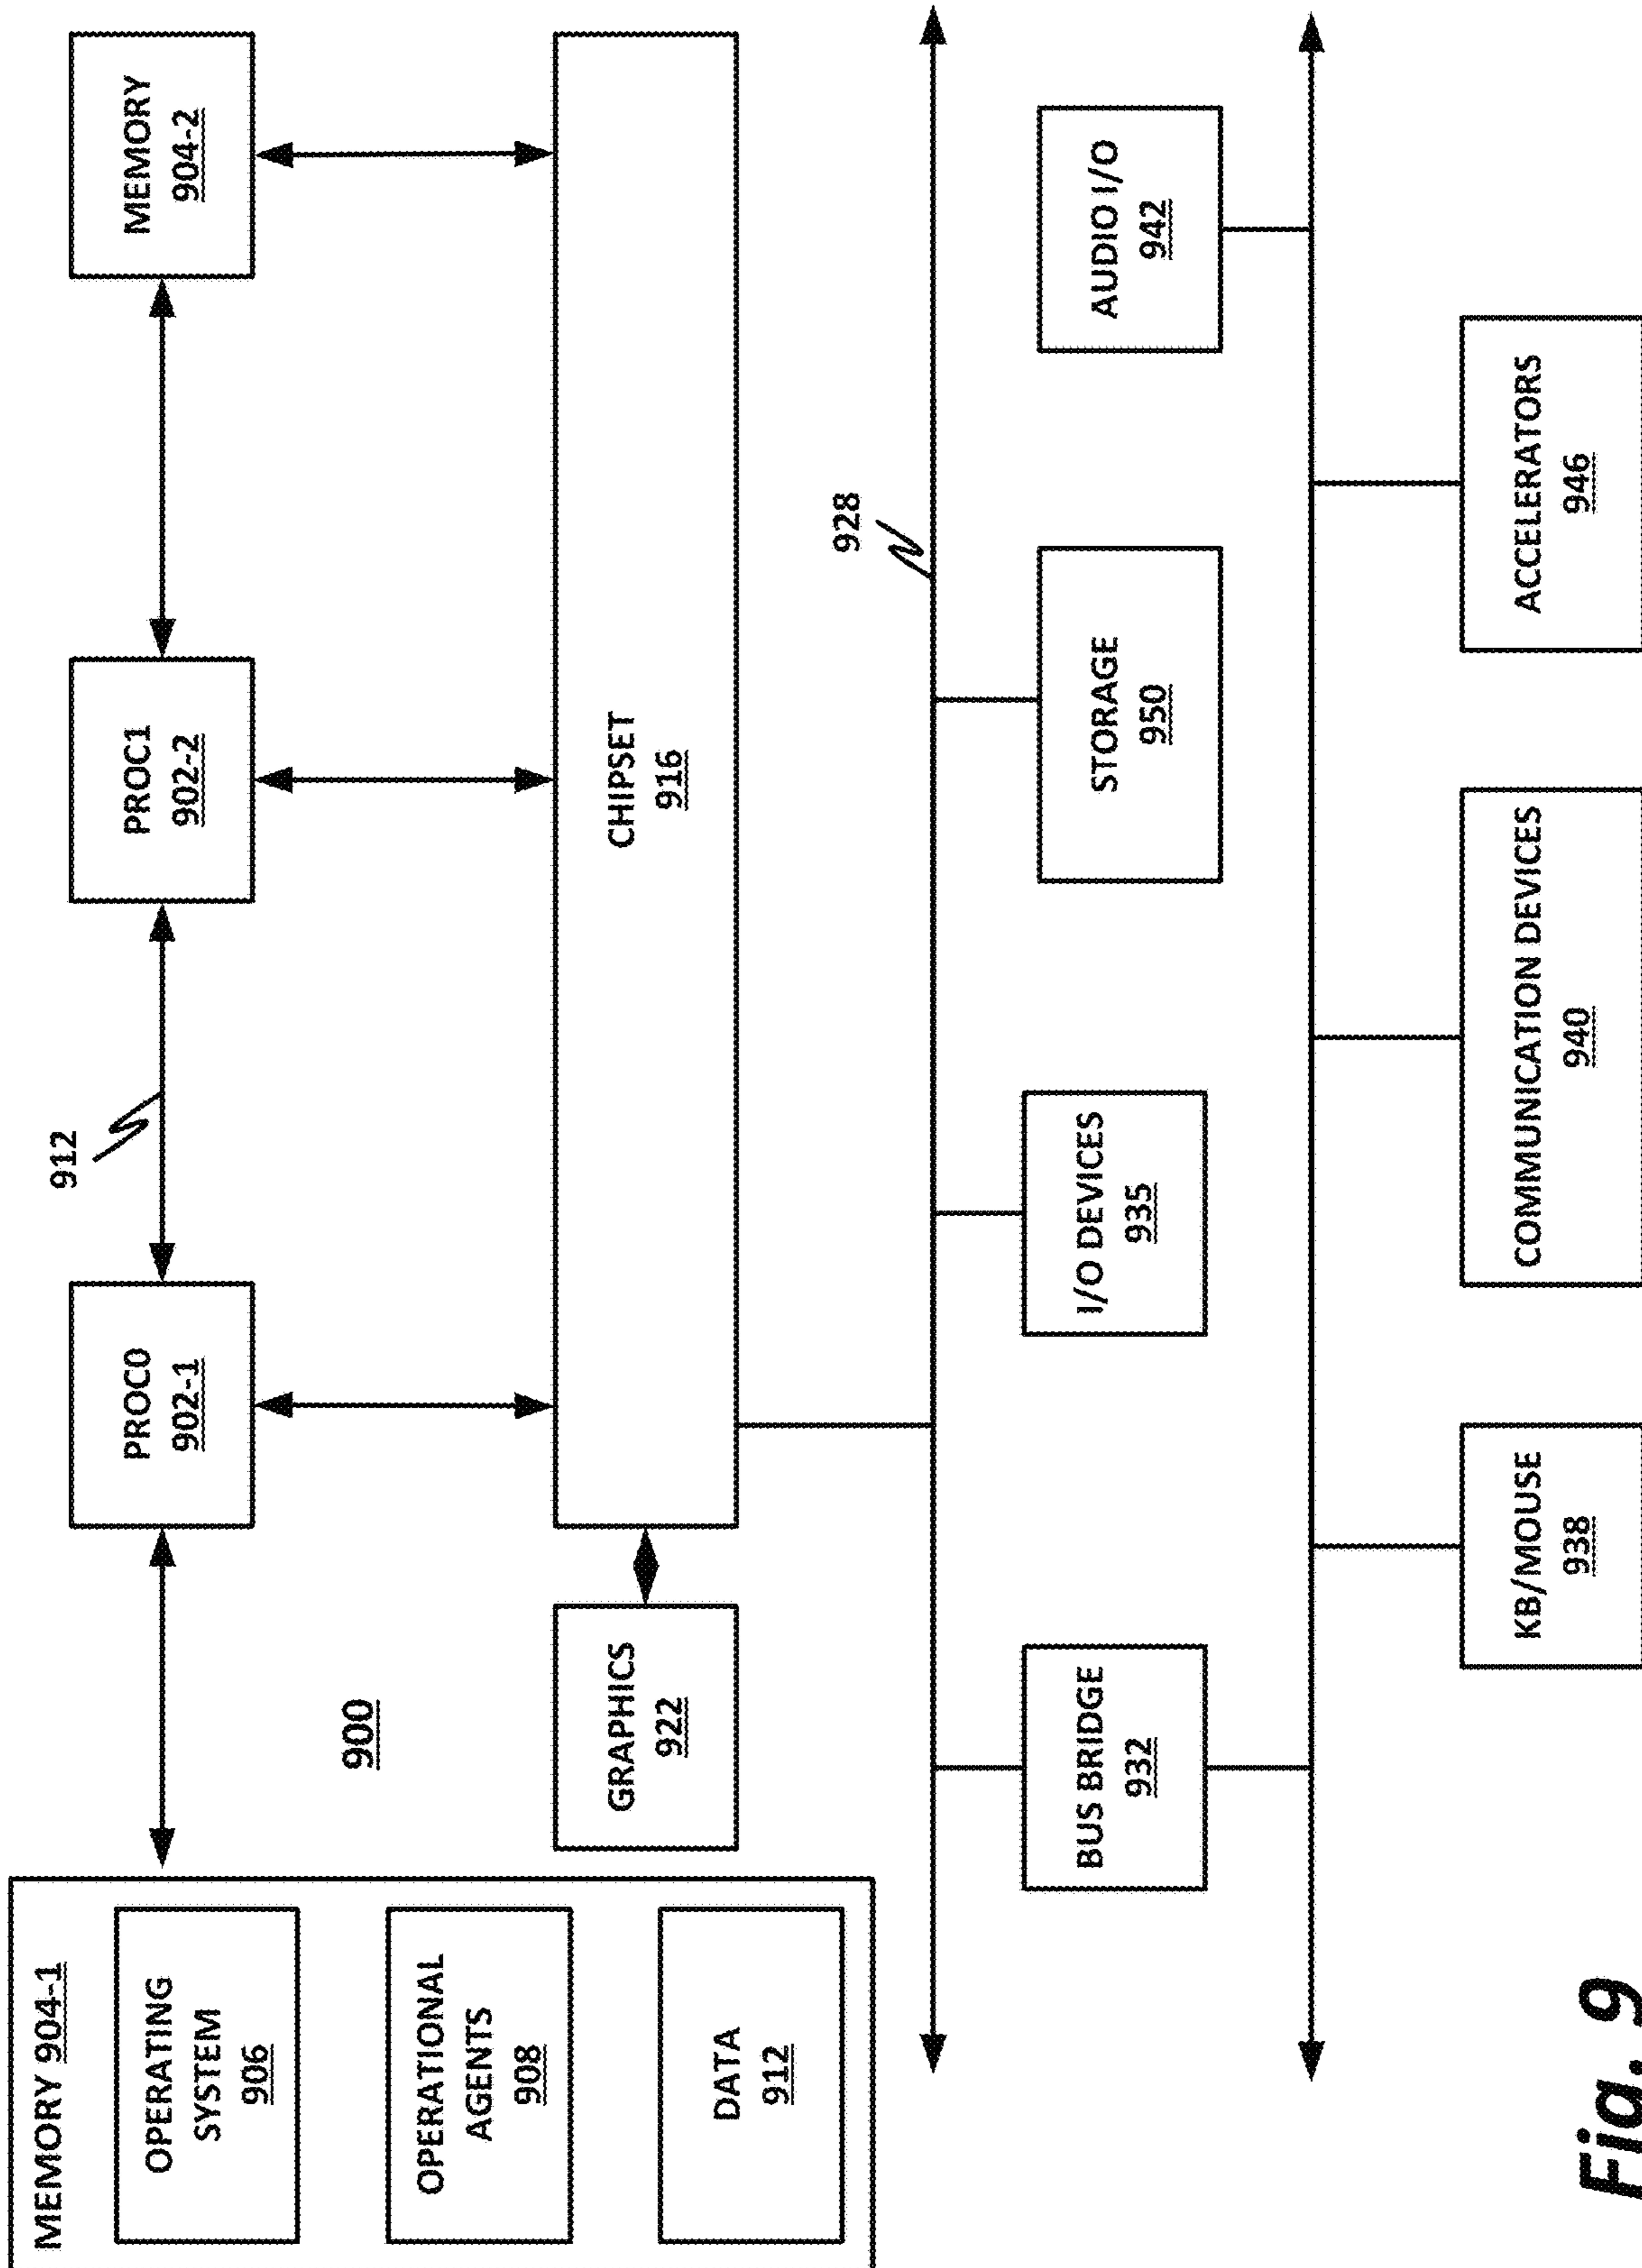 MEMORY 904-1
OPERATING
SYSTEM
906
OPERATIONAL
AGENTS
908
DATA
912
PROC0
902-1
912
PROC1
902-2
MEMORY
904-2
900
GRAPHICS
922
CHIPSET
916
928
BUS BRIDGE
932
I/O DEVICES
935
STORAGE
950
AUDIO I/O
942
KB/MOUSE
938
COMMUNICATION DEVICES
940
ACCELERATORS
946
Fig. 9